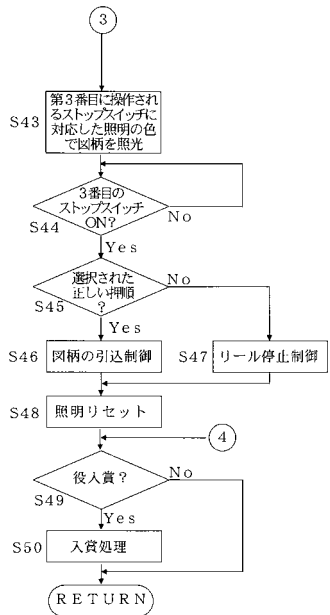 3
第3番目に操作され
るストップスイッチに
対応した照明の色
で図柄を照光
S43
3番目の
ストップスイッチ
ON?
S44
No
Yes
選択された
正しい押順
?
S45
No
Yes
S46
図柄の引込制御
S47
リール停止制御
S48
照明リセット
4
役入賞?
S49
No
Yes
S50
入賞処理
RETURN